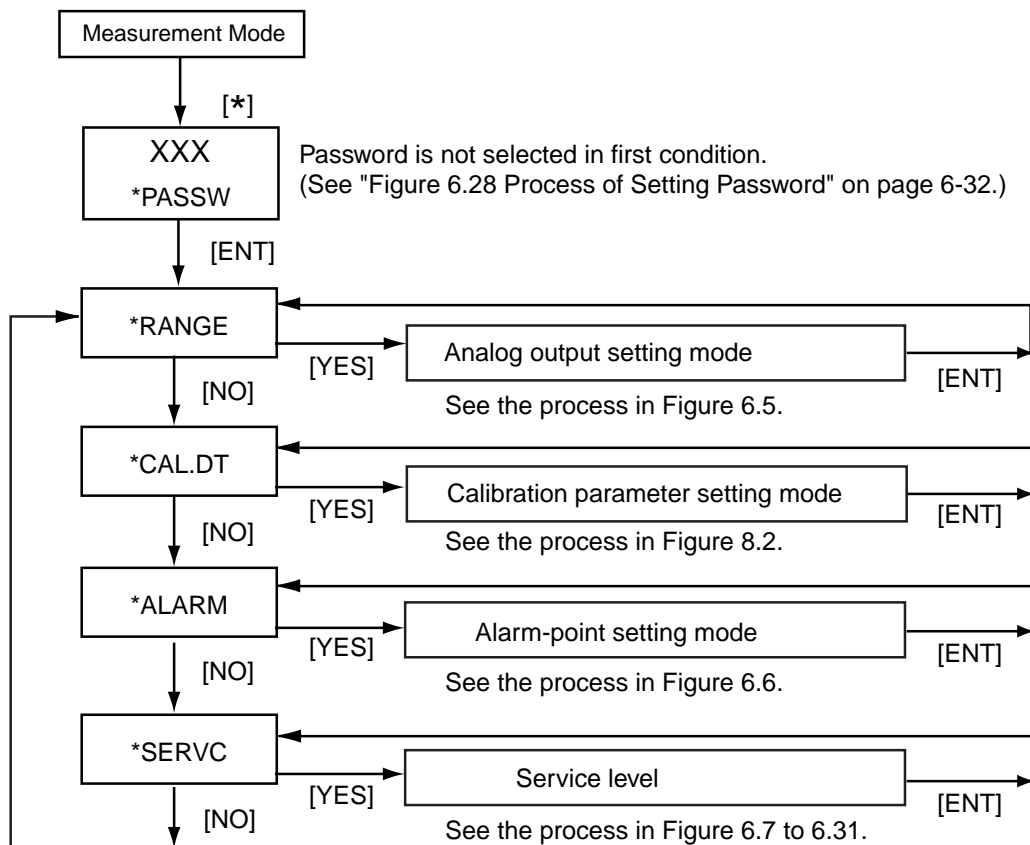 Measurement Mode
[*]
XXX
*PASSW
Password is not selected in first condition.
(See "Figure 6.28 Process of Setting Password" on page 6-32.)
[ENT]
*RANGE
[YES]
Analog output setting mode
[ENT]
[NO]
See the process in Figure 6.5.
*CAL.DT
[YES]
Calibration parameter setting mode
[ENT]
[NO]
See the process in Figure 8.2.
*ALARM
[YES]
Alarm-point setting mode
[ENT]
[NO]
See the process in Figure 6.6.
*SERVC
[YES]
Service level
[ENT]
[NO]
See the process in Figure 6.7 to 6.31.